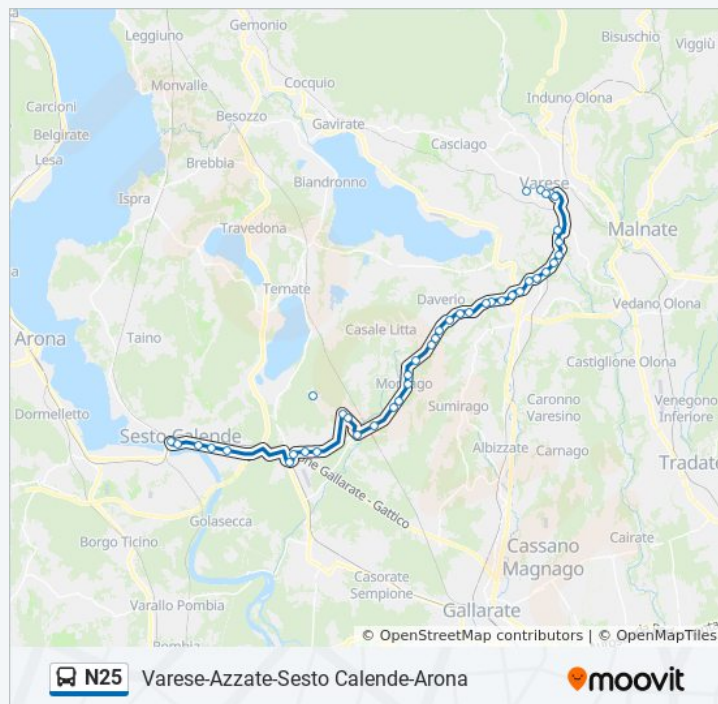 Leggiuno
Gemonio
Bisuschio
Viggiù
Monvalle
Cocquio
Induno Olona
Carcioni
Besozzo
Gavirate
Belgirate
Casciago
Lesa
Brebbia
Varese
Ispra
Biandronno
Travedona
Malnate
Daverio
Ternate
Vedano Olona
Arona
Taino
Casale Litta
Castiglione Olona
Dormelletto
Caronno
Varesino
Venegono
Inferiore
Sumirago
Sesto Calende
Albizzate
Carnago
Tradate
Gallarate - Gattico
Golasecca
Cairate
Borgo Ticino
Cassano
Magnago
Casorate
Sempione
Varallo Pombia
Gallarate
© OpenStreetMap contributors | © OpenMapTiles
N25
Varese-Azzate-Sesto Calende-Arona
moovit